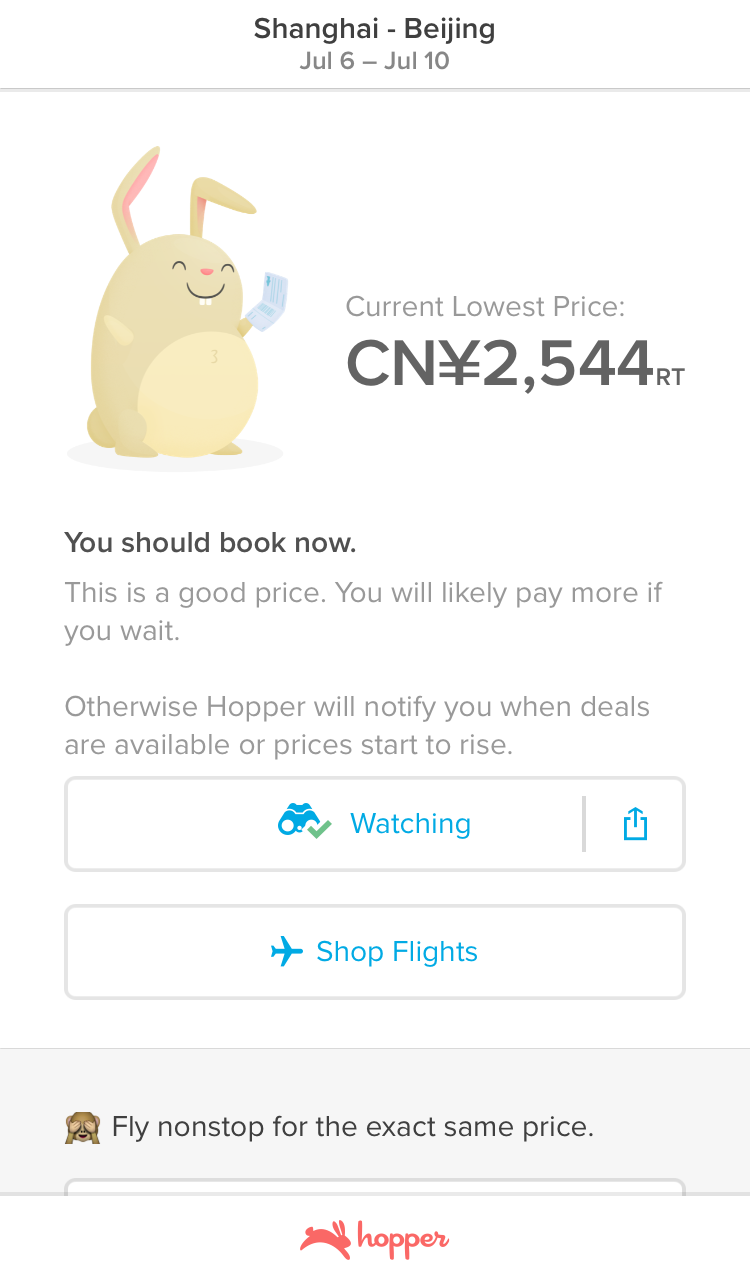 Shanghai - Beijing
Jul 6 – Jul 10
Current Lowest Price:
CN¥2,544RT
You should book now.
This is a good price. You will likely pay more if
you wait.
Otherwise Hopper will notify you when deals
are available or prices start to rise.
Watching
Shop Flights
🙈 Fly nonstop for the exact same price.
hopper